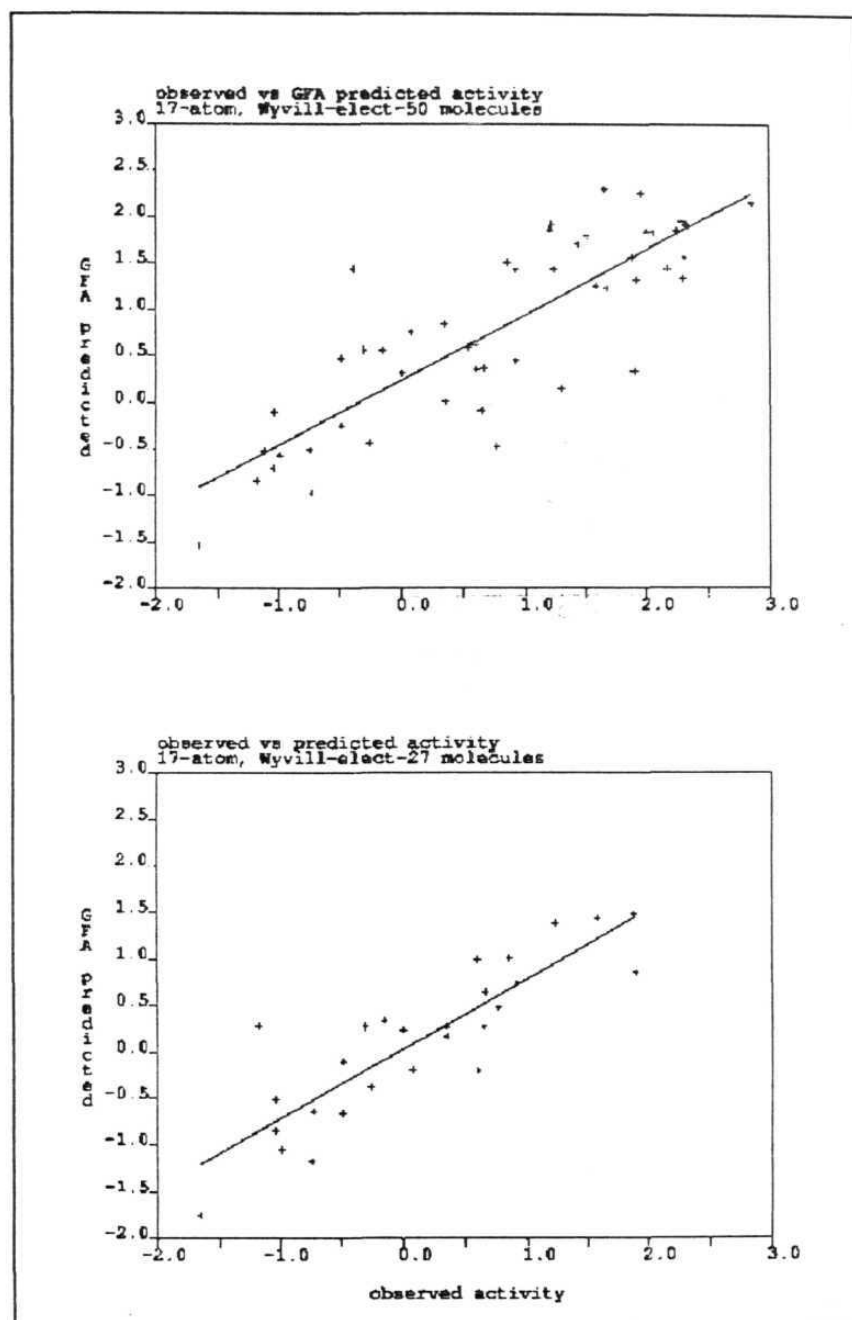 observed vs GFA predicted activity
17-atom, Wyvill-elect-50 molecules
3.0
2.5
2.0
1.5
1.0
0.5
0.0
-0.5
-1.0
-1.5
-2.0
GFA predicted
-2.0 -1.0 0.0 1.0 2.0 3.0
observed vs predicted activity
17-atom, Wyvill-elect-27 molecules
3.0
2.5
2.0
1.5
1.0
0.5
0.0
-0.5
-1.0
-1.5
-2.0
GFA predicted
-2.0 -1.0 0.0 1.0 2.0 3.0
observed activity